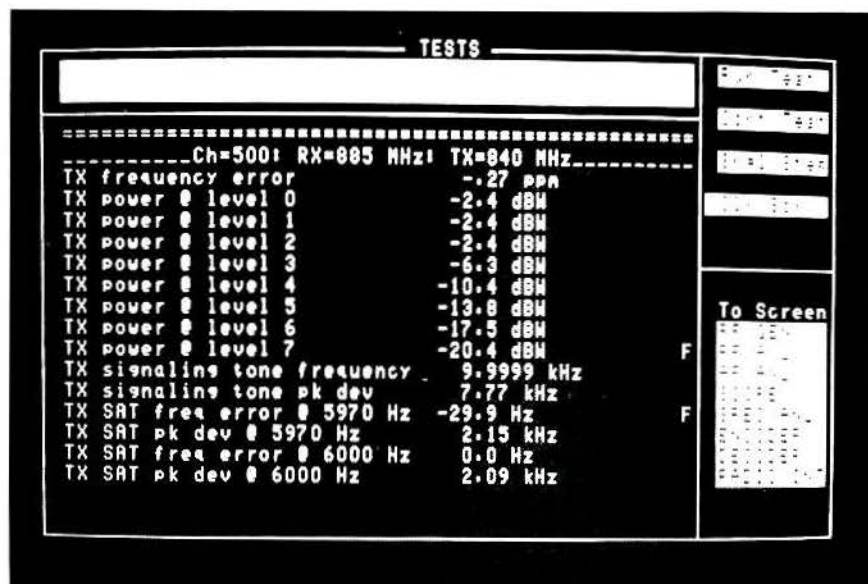 TESTS
==================================================
__________Ch=500: RX=885 MHz: TX=840 MHz__________
TX frequency error -.27 ppm
TX power @ level 0 -2.4 dBW
TX power @ level 1 -2.4 dBW
TX power @ level 2 -2.4 dBW
TX power @ level 3 -6.3 dBW
TX power @ level 4 -10.4 dBW
TX power @ level 5 -13.8 dBW
TX power @ level 6 -17.5 dBW
TX power @ level 7 -20.4 dBW F
TX signaling tone frequency 9.9999 kHz
TX signaling tone pk dev 7.77 kHz
TX SAT freq error @ 5970 Hz -29.9 Hz F
TX SAT pk dev @ 5970 Hz 2.15 kHz
TX SAT freq error @ 6000 Hz 0.0 Hz
TX SAT pk dev @ 6000 Hz 2.09 kHz
To Screen